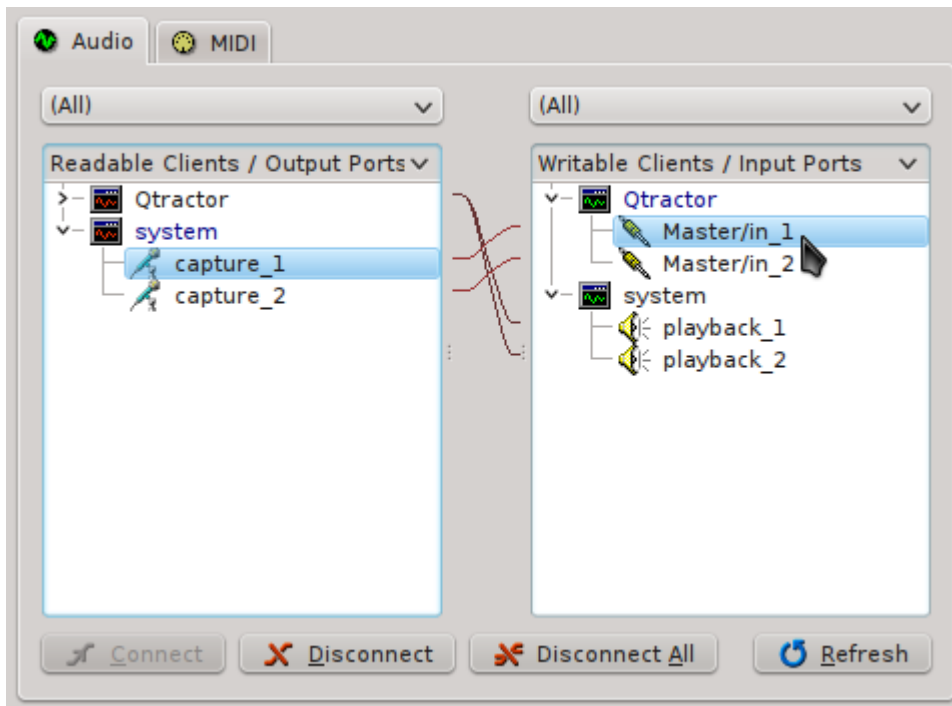 Audio
MIDI
(All)
(All)
Readable Clients / Output Ports
Qtractor
system
capture_1
capture_2
Writable Clients / Input Ports
Qtractor
Master/in_1
Master/in_2
system
playback_1
playback_2
Connect
Disconnect
Disconnect All
Refresh